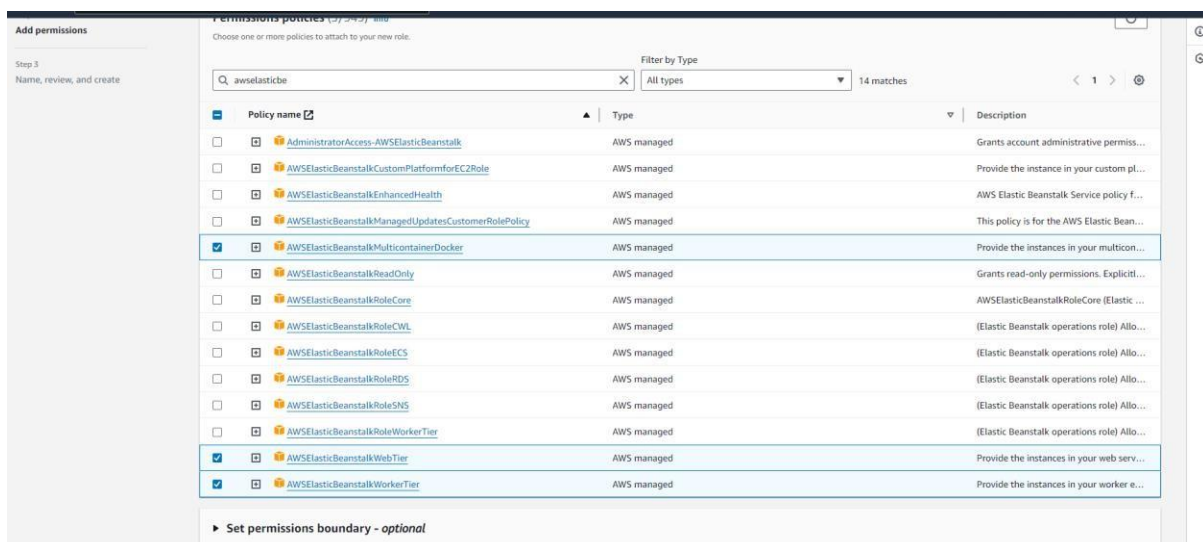 Add permissions
Step 3
Name, review, and create
Permissions policies (3/945) Info
Choose one or more policies to attach to your new role.
Filter by Type
awselasticbe
All types
14 matches
1
Policy name
Type
Description
AdministratorAccess-AWSElasticBeanstalk
AWS managed
Grants account administrative permiss...
AWSElasticBeanstalkCustomPlatformforEC2Role
AWS managed
Provide the instance in your custom pl...
AWSElasticBeanstalkEnhancedHealth
AWS managed
AWS Elastic Beanstalk Service policy f...
AWSElasticBeanstalkManagedUpdatesCustomerRolePolicy
AWS managed
This policy is for the AWS Elastic Bean...
AWSElasticBeanstalkMulticontainerDocker
AWS managed
Provide the instances in your multicon...
AWSElasticBeanstalkReadOnly
AWS managed
Grants read-only permissions. Explicitl...
AWSElasticBeanstalkRoleCore
AWS managed
AWSElasticBeanstalkRoleCore (Elastic ...
AWSElasticBeanstalkRoleCWL
AWS managed
(Elastic Beanstalk operations role) Allo...
AWSElasticBeanstalkRoleECS
AWS managed
(Elastic Beanstalk operations role) Allo...
AWSElasticBeanstalkRoleRDS
AWS managed
(Elastic Beanstalk operations role) Allo...
AWSElasticBeanstalkRoleSNS
AWS managed
(Elastic Beanstalk operations role) Allo...
AWSElasticBeanstalkRoleWorkerTier
AWS managed
(Elastic Beanstalk operations role) Allo...
AWSElasticBeanstalkWebTier
AWS managed
Provide the instances in your web serv...
AWSElasticBeanstalkWorkerTier
AWS managed
Provide the instances in your worker e...
Set permissions boundary - optional